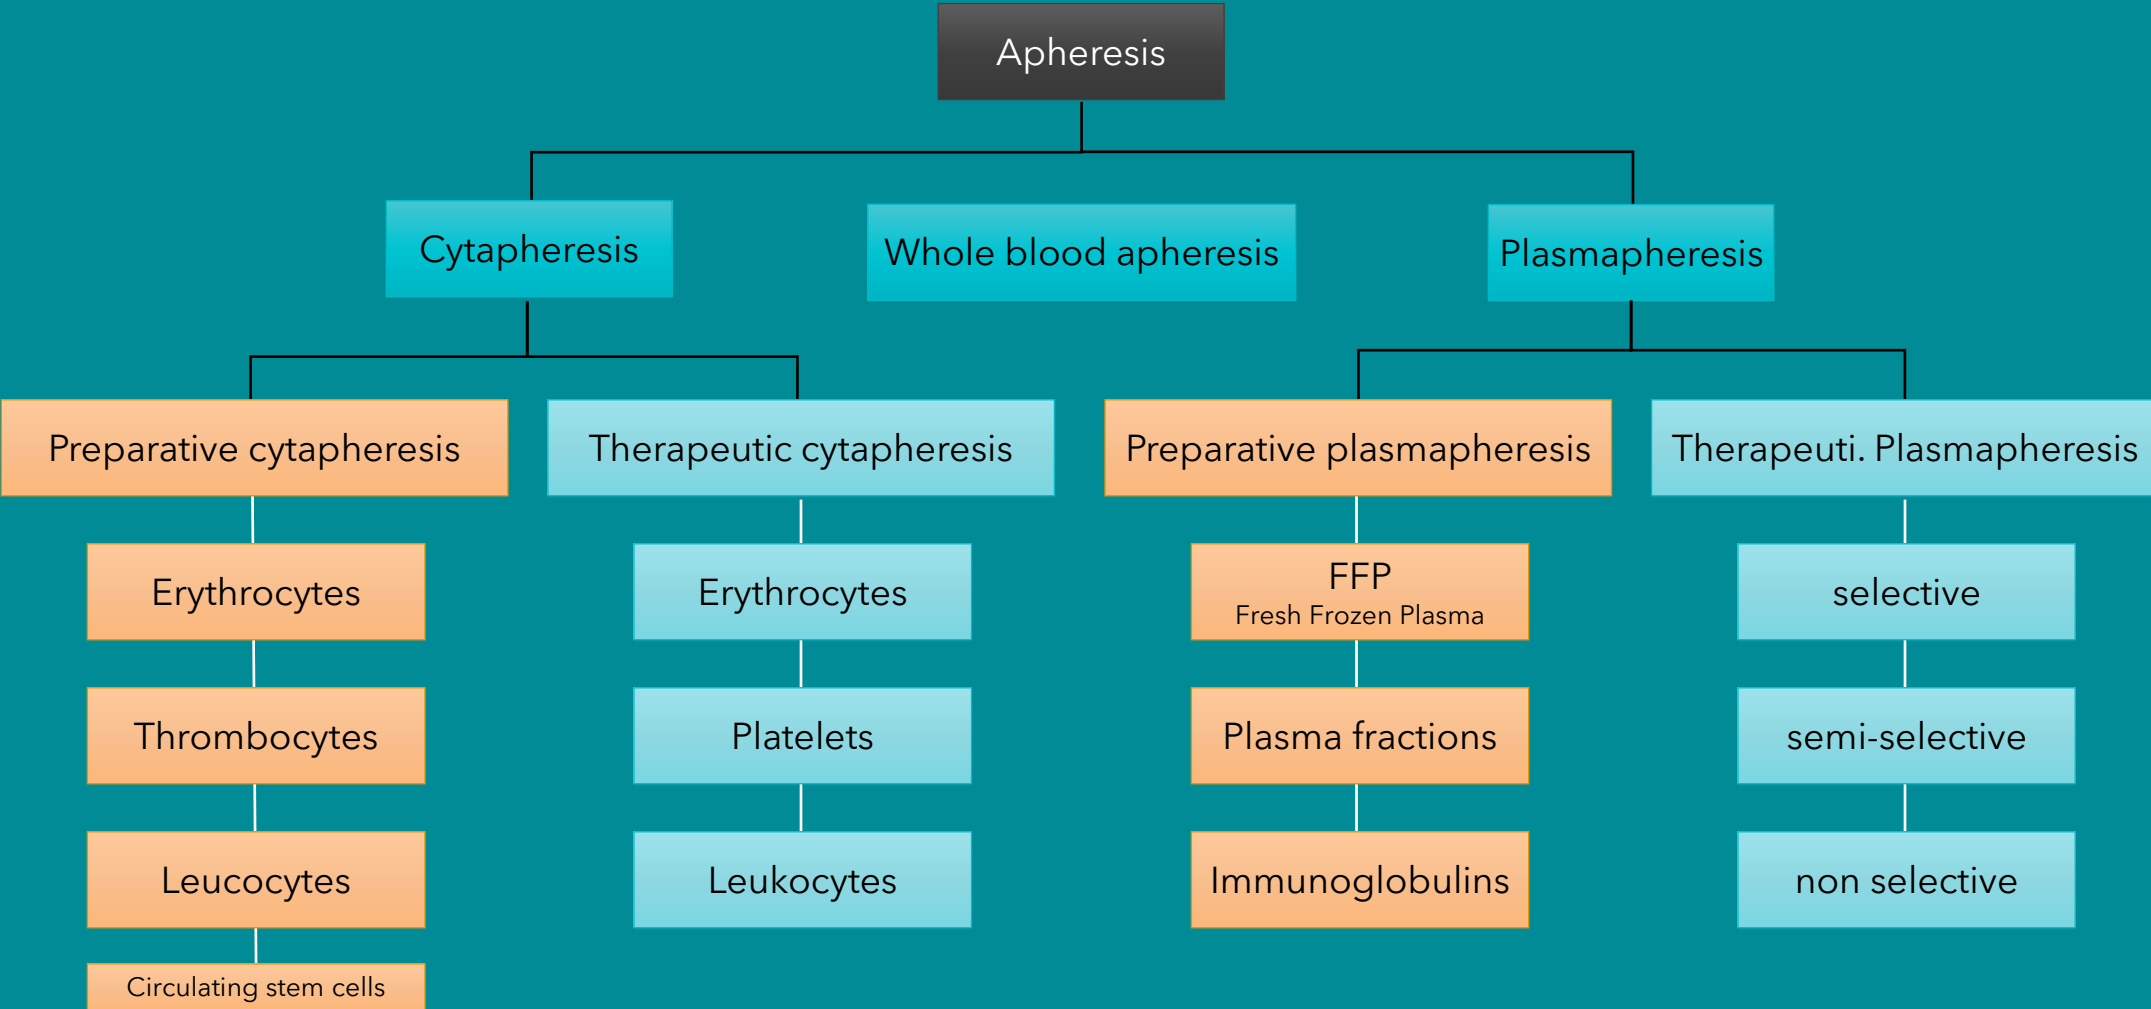 Apheresis
Cytapheresis
Whole blood apheresis
Plasmapheresis
Preparative cytapheresis
Therapeutic cytapheresis
Preparative plasmapheresis
Therapeuti. Plasmapheresis
Erythrocytes
Erythrocytes
FFP
Fresh Frozen Plasma
selective
Thrombocytes
Platelets
Plasma fractions
semi-selective
Leucocytes
Leukocytes
Immunoglobulins
non selective
Circulating stem cells